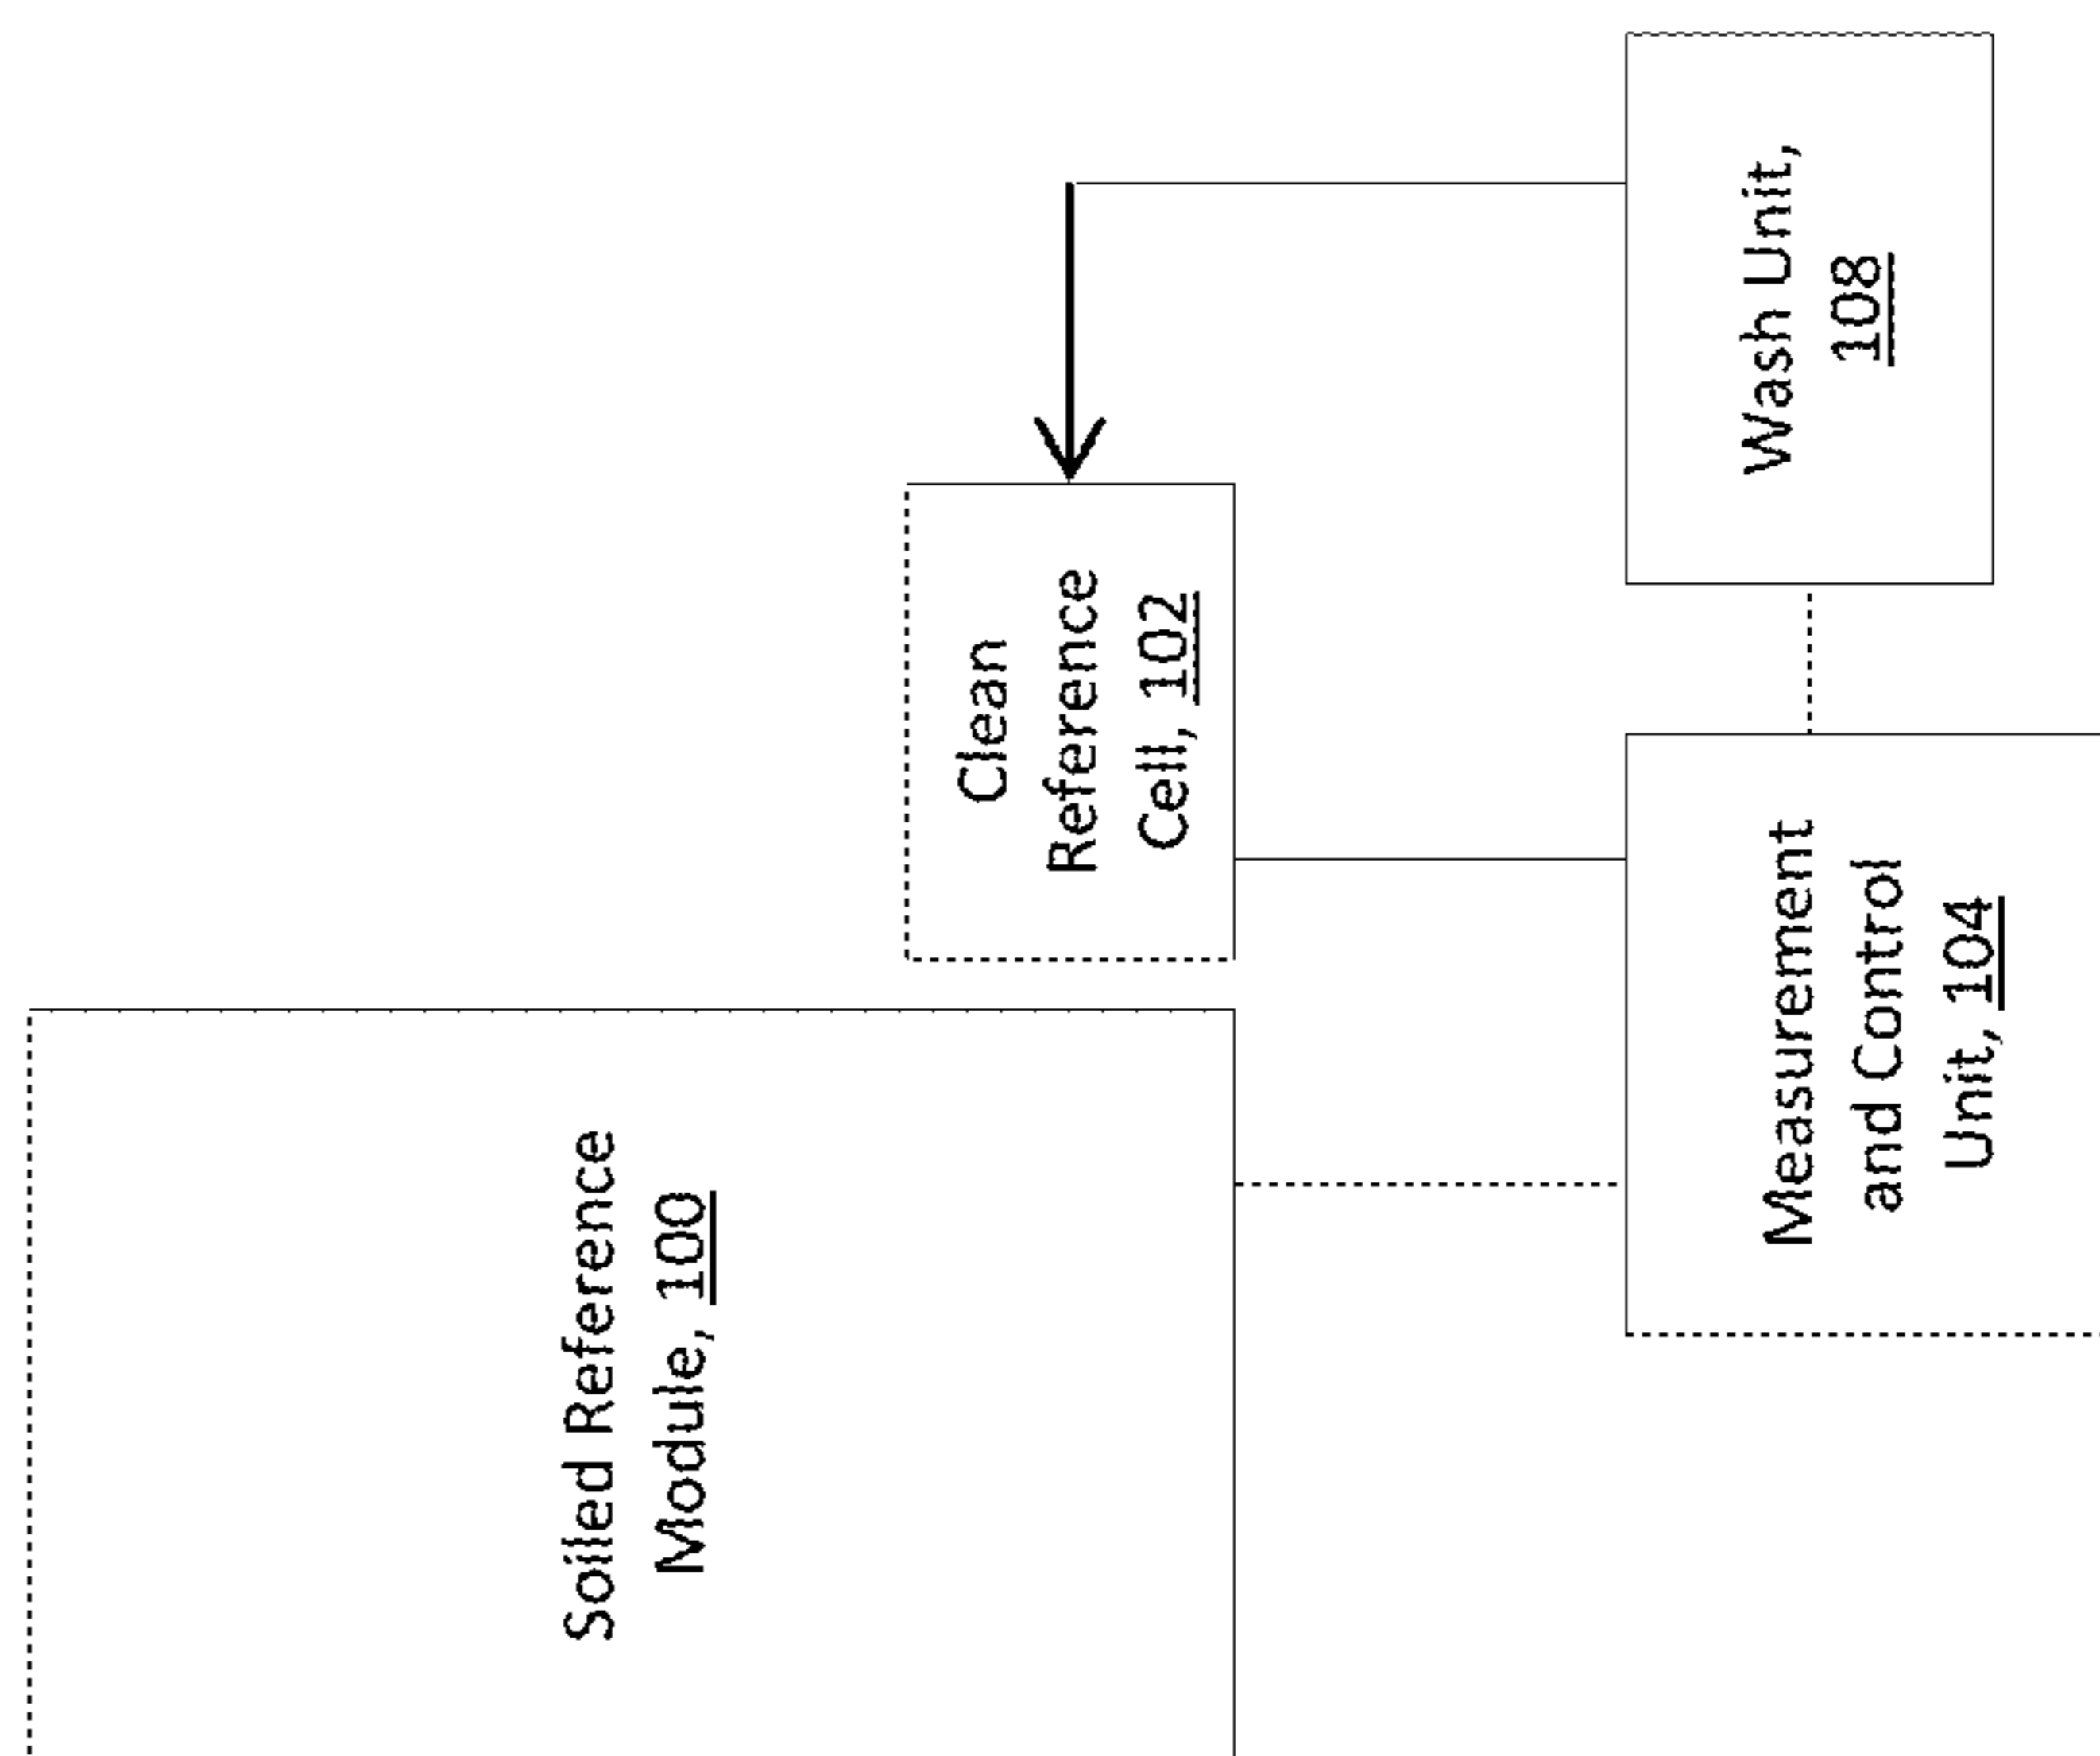 Soiled Reference
Module, 100
Clean
Reference
Cell, 102
Measurement
and Control
Unit, 104
Wash Unit,
108